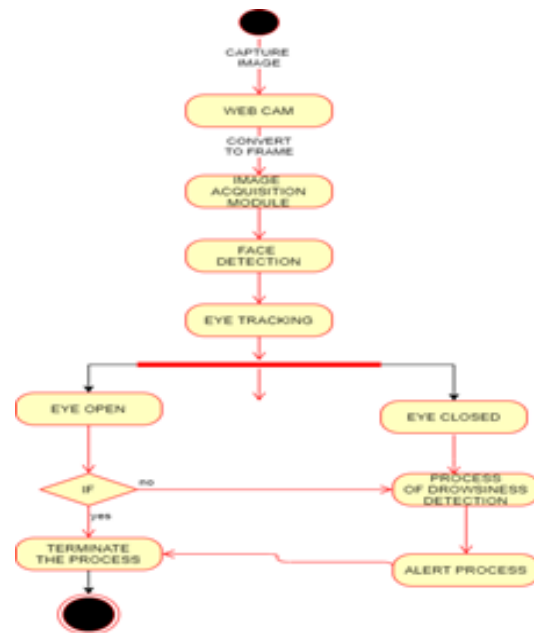 CAPTURE
IMAGE
WEB CAM
CONVERT
TO FRAME
IMAGE
ACQUISITION
MODULE
FACE
DETECTION
EYE TRACKING
EYE OPEN
EYE CLOSED
IF
no
PROCESS
OF DROWSINESS
DETECTION
yes
TERMINATE
THE PROCESS
ALERT PROCESS